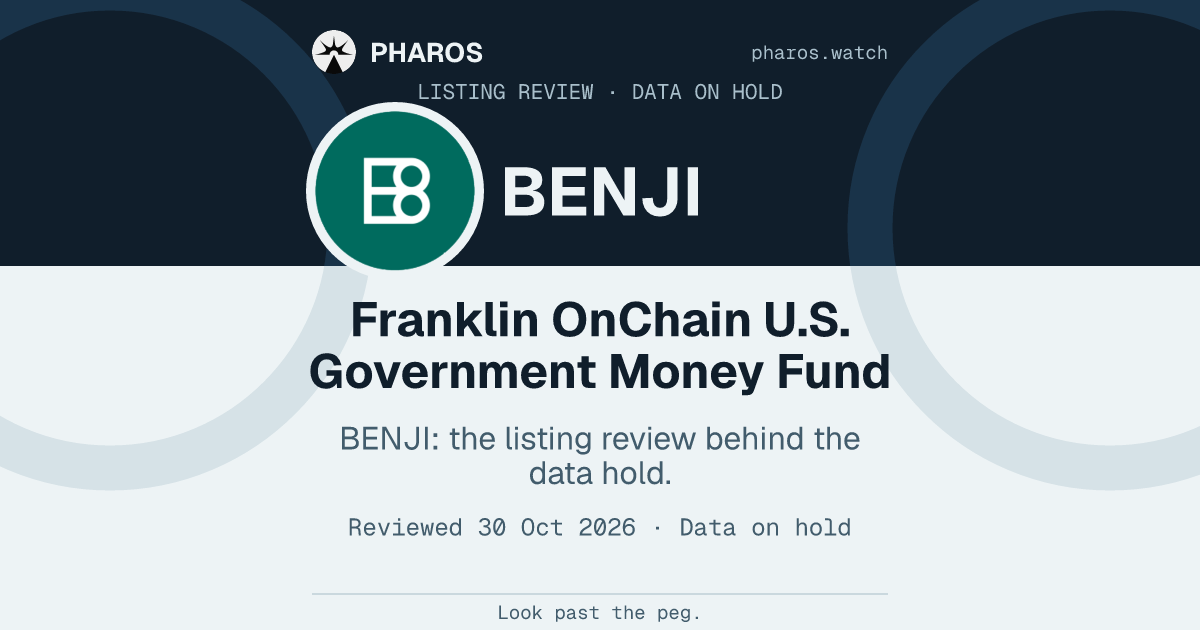 PHAROS
pharos.watch
LISTING REVIEW · DATA ON HOLD
BENJI
Franklin OnChain U.S.
Government Money Fund
BENJI: the listing review behind the
data hold.
Reviewed 30 Oct 2026 · Data on hold
Look past the peg.